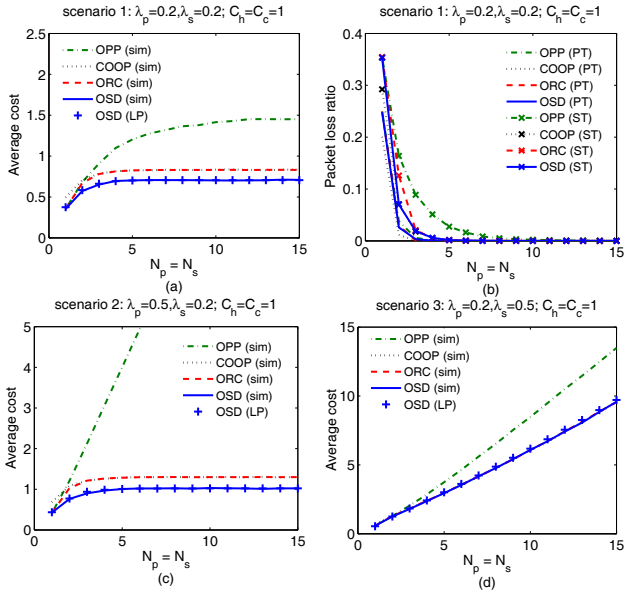 scenario 1: λp=0.2,λs=0.2; Ch=Cc=1
2.5
2
1.5
1
0.5
0
0
5
10
15
Average cost
OPP (sim)
COOP (sim)
ORC (sim)
OSD (sim)
OSD (LP)
Np = Ns
(a)
scenario 1: λp=0.2,λs=0.2; Ch=Cc=1
0.4
0.3
0.2
0.1
0
0
5
10
15
Packet loss ratio
OPP (PT)
COOP (PT)
ORC (PT)
OSD (PT)
OPP (ST)
COOP (ST)
ORC (ST)
OSD (ST)
Np = Ns
(b)
scenario 2: λp=0.5,λs=0.2; Ch=Cc=1
5
4
3
2
1
0
0
5
10
15
Average cost
OPP (sim)
COOP (sim)
ORC (sim)
OSD (sim)
OSD (LP)
Np = Ns
(c)
scenario 3: λp=0.2,λs=0.5; Ch=Cc=1
15
10
5
0
0
5
10
15
Average cost
OPP (sim)
COOP (sim)
ORC (sim)
OSD (sim)
OSD (LP)
Np = Ns
(d)